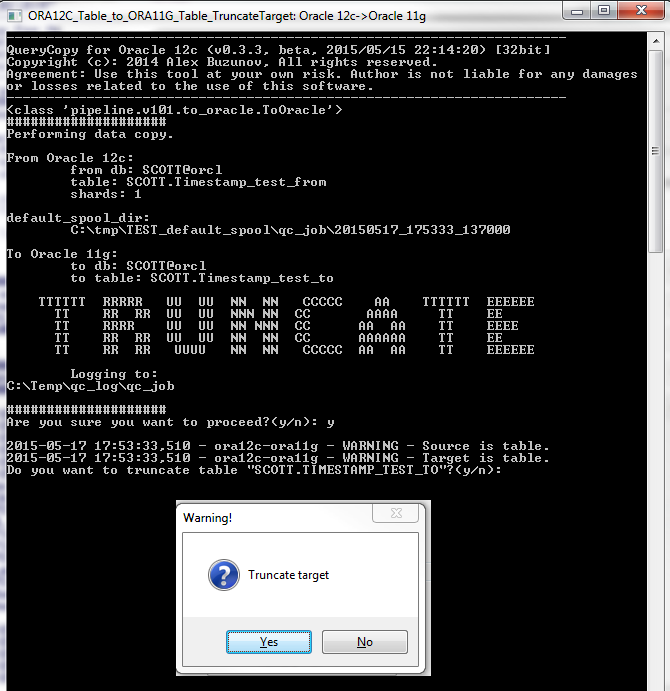 ORA12C_Table_to_ORA11G_Table_TruncateTarget: Oracle 12c->Oracle 11g
QueryCopy for Oracle 12c (v0.3.3, beta, 2015/05/15 22:14:20) [32bit]
Copyright (c): 2014 Alex Buzunov, All rights reserved.
Agreement: Use this tool at your own risk. Author is not liable for any damages
or losses related to the use of this software.
<class 'pipeline.v101.to_oracle.ToOracle'>
####################
Performing data copy.
From Oracle 12c:
from db: SCOTT@orcl
table: SCOTT.Timestamp_test_from
shards: 1
default_spool_dir:
C:\tmp\TEST_default_spool\qc_job\20150517_175333_137000
To Oracle 11g:
to db: SCOTT@orcl
to table: SCOTT.Timestamp_test_to
TRUNCATE
Logging to:
C:\Temp\qc_log\qc_job
####################
Are you sure you want to proceed?(y/n): y
2015-05-17 17:53:33,510 - ora12c-ora11g - WARNING - Source is table.
2015-05-17 17:53:33,510 - ora12c-ora11g - WARNING - Target is table.
Do you want to truncate table "SCOTT.TIMESTAMP_TEST_TO"?(y/n):
Warning!
Truncate target
Yes No